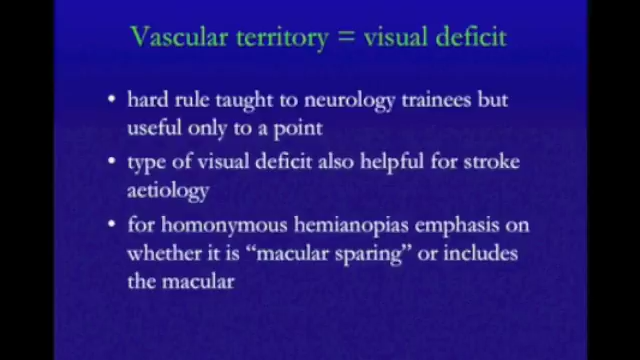 Vascular territory = visual deficit
• hard rule taught to neurology trainees but
useful only to a point
• type of visual deficit also helpful for stroke
aetiology
• for homonymous hemianopias emphasis on
whether it is “macular sparing” or includes
the macular